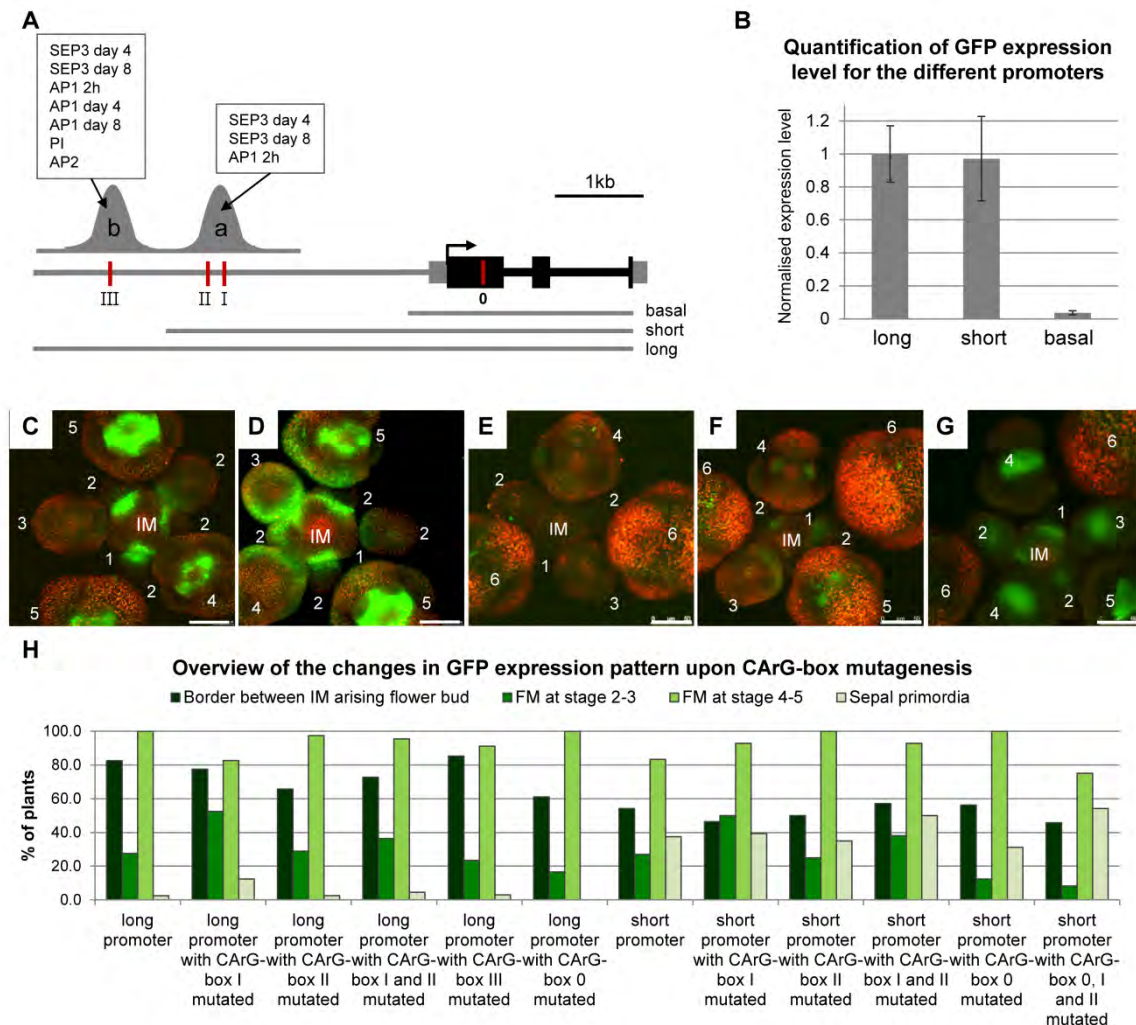 A
SEP3 day 4
SEP3 day 8
AP1 2h
AP1 day 4
AP1 day 8
PI
AP2
SEP3 day 4
SEP3 day 8
AP1 2h
b
a
1kb
III
II
I
0
basal
short
long
B
Quantification of GFP expression
level for the different promoters
Normalised expression level
1.2
1
0.8
0.6
0.4
0.2
0
long
short
basal
C
5
2
2
3
IM
2
1
2
5
4
D
3
5
2
2
IM
2
1
4
2
5
E
4
2
2
IM
6
6
1
3
F
4
6
6
1
2
IM
2
3
5
G
6
4
1
2
3
IM
6
2
4
5
H
Overview of the changes in GFP expression pattern upon CArG-box mutagenesis
Border between IM arising flower bud
FM at stage 2-3
FM at stage 4-5
Sepal primordia
% of plants
100.0
80.0
60.0
40.0
20.0
0.0
long
promoter
long
promoter
with CArG-
box I
mutated
long
promoter
with CArG-
box II
mutated
long
promoter
with CArG-
box I and II
mutated
long
promoter
with CArG-
box III
mutated
long
promoter
with CArG-
box 0
mutated
short
promoter
short
promoter
with CArG-
box I
mutated
short
promoter
with CArG-
box II
mutated
short
promoter
with CArG-
box I and II
mutated
short
promoter
with CArG-
box 0
mutated
short
promoter
with CArG-
box 0, I
and II
mutated